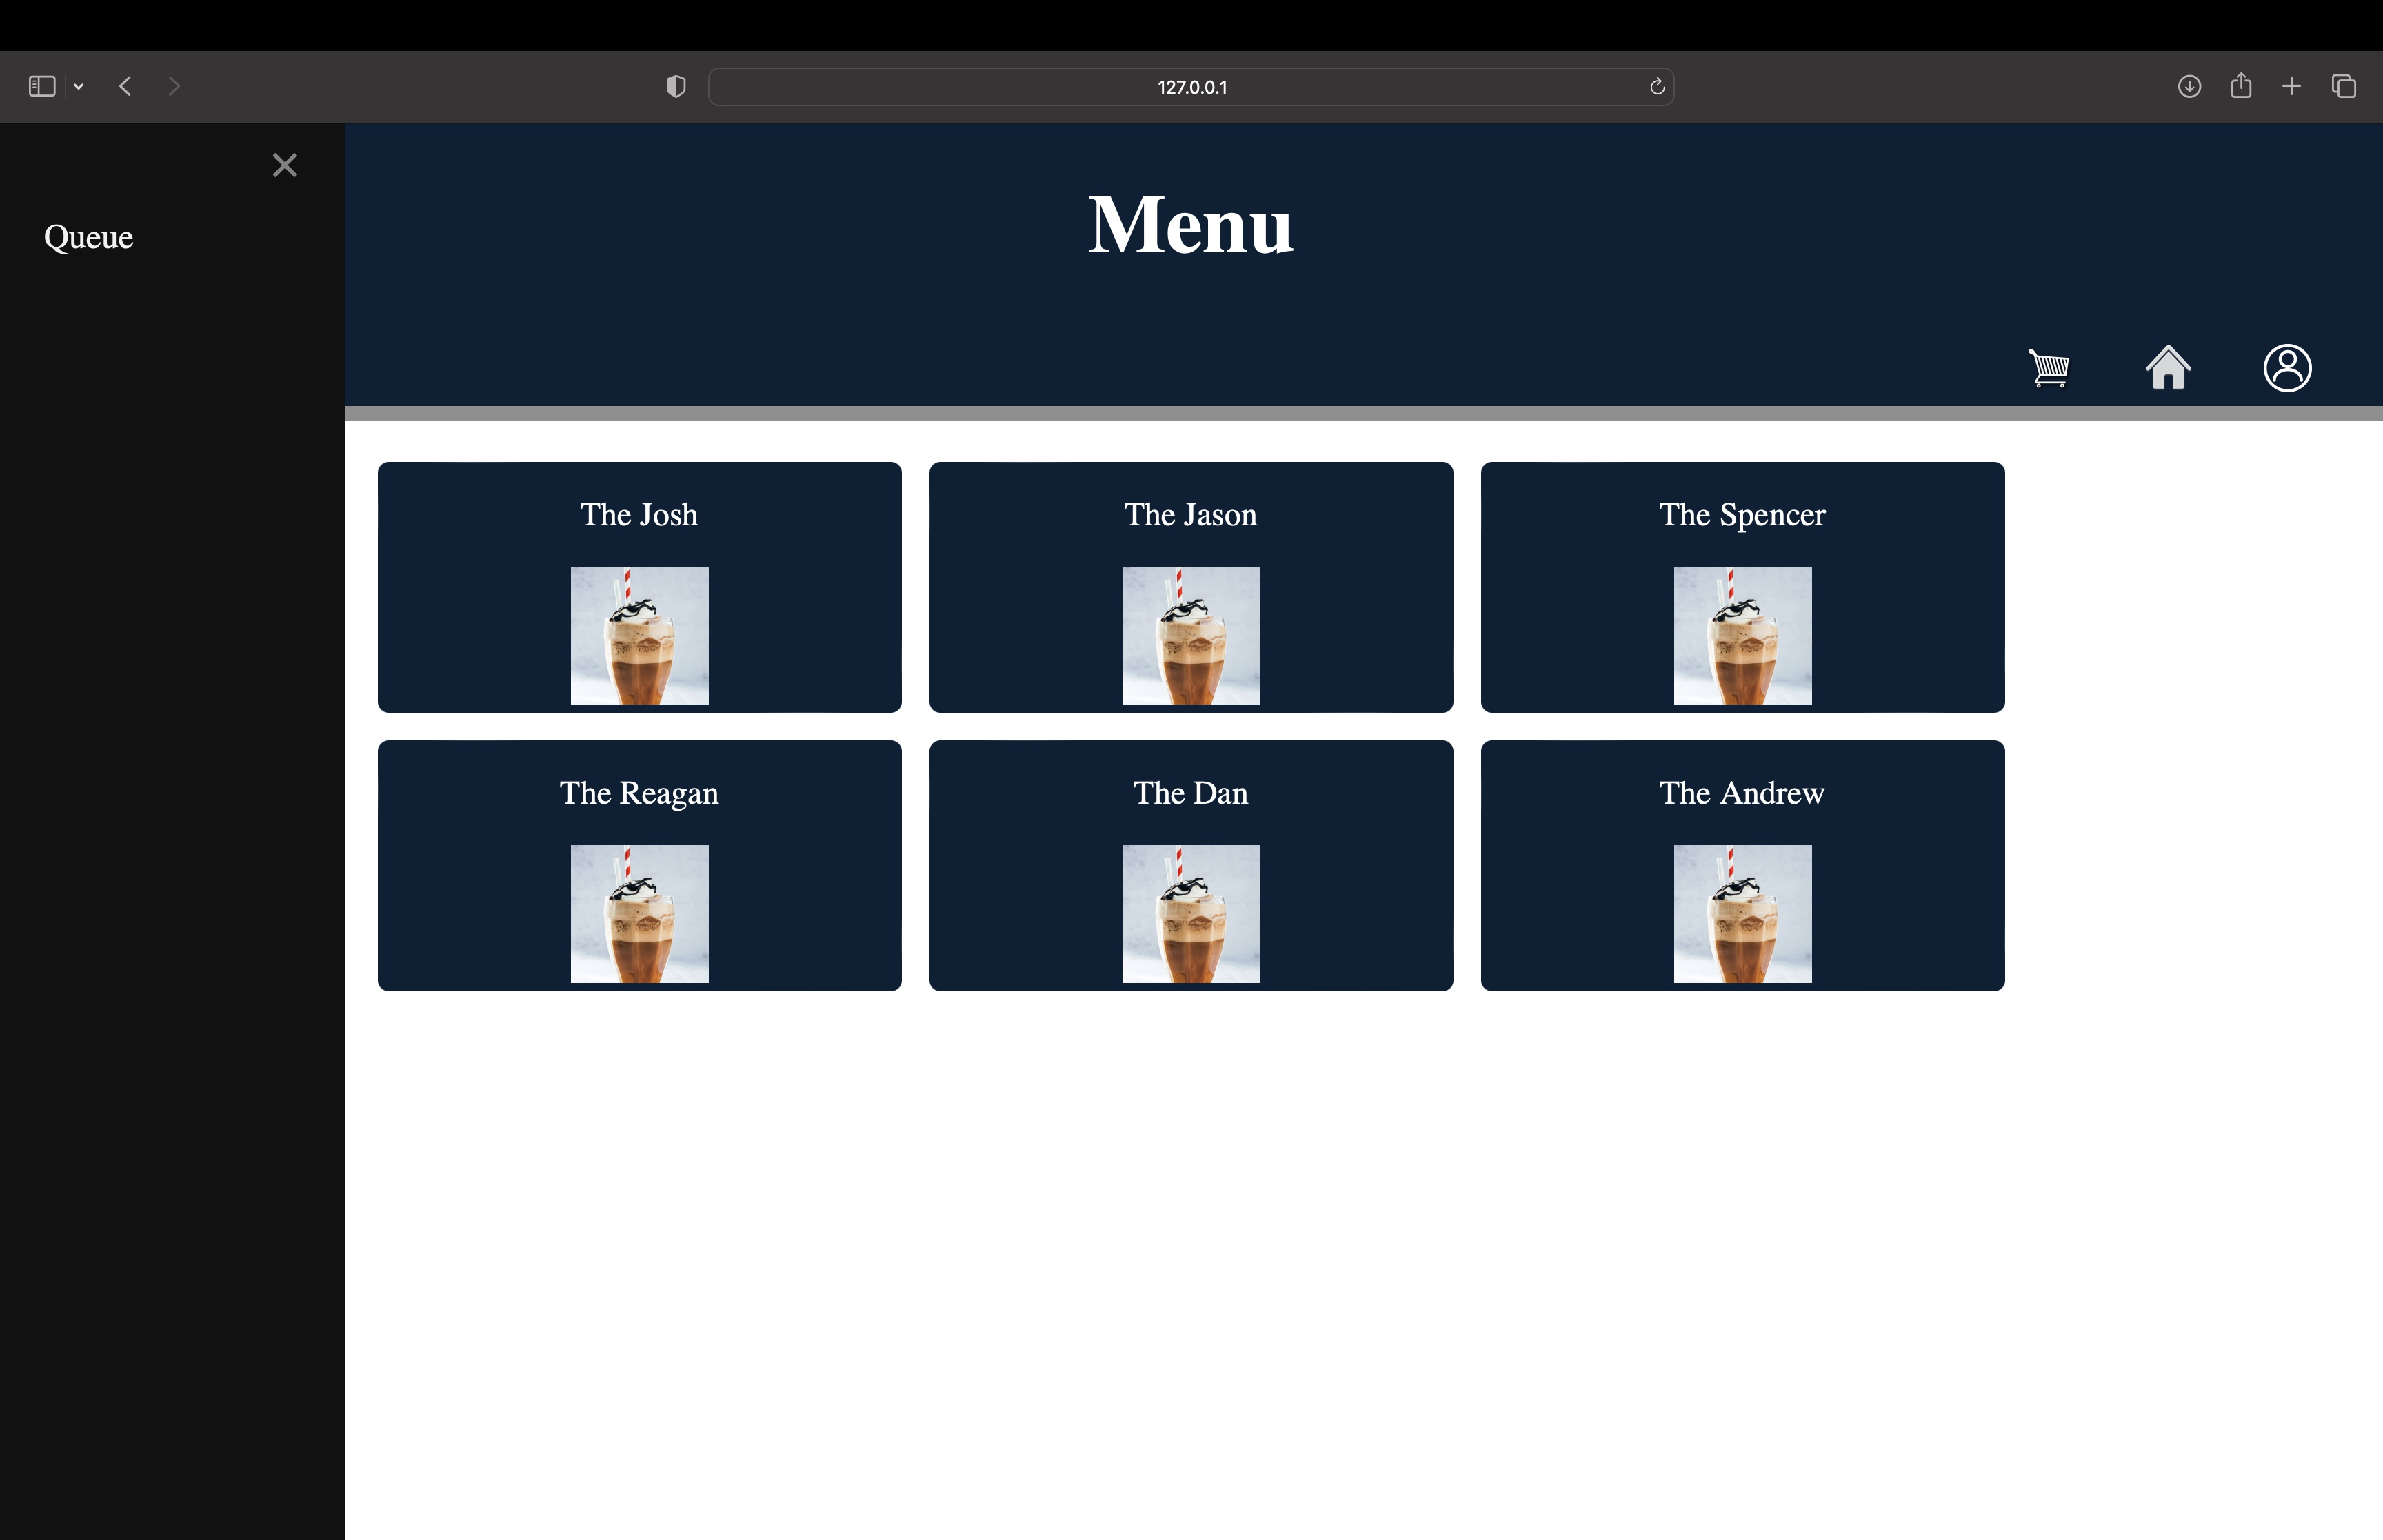 127.0.0.1
Queue
Menu
The Josh
The Jason
The Spencer
The Reagan
The Dan
The Andrew